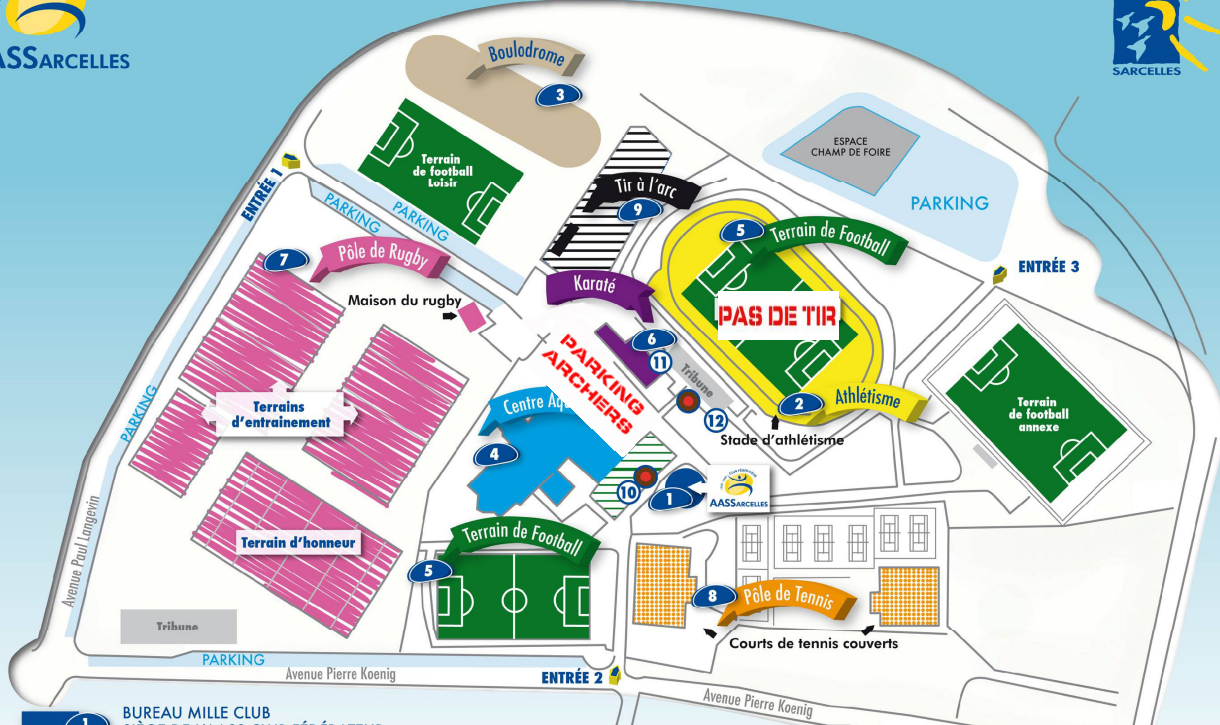 AASSARCELLES
SARCELLES
Boulodrome
3
ESPACE
CHAMP DE FOIRE
Terrain
de football
Loisir
Tir à l'arc
9
PARKING
ENTRÉE 1
PARKING
PARKING
5
Terrain de Football
7
Pôle de Rugby
ENTRÉE 3
Karaté
Maison du rugby
PAS DE TIR
6
11
PARKING
ARCHERS
Tribune
Centre
2
Athlétisme
Terrains
d'entrainement
12
Stade d'athlétisme
Terrain
de football
annexe
PARKING
4
10
1
AASSARCELLES
Terrain d'honneur
Terrain de Football
5
Avenue Paul Langevin
8
Pôle de Tennis
Tribune
Courts de tennis couverts
PARKING
Avenue Pierre Koenig
ENTRÉE 2
Avenue Pierre Koenig
1
BUREAU MILLE CLUB